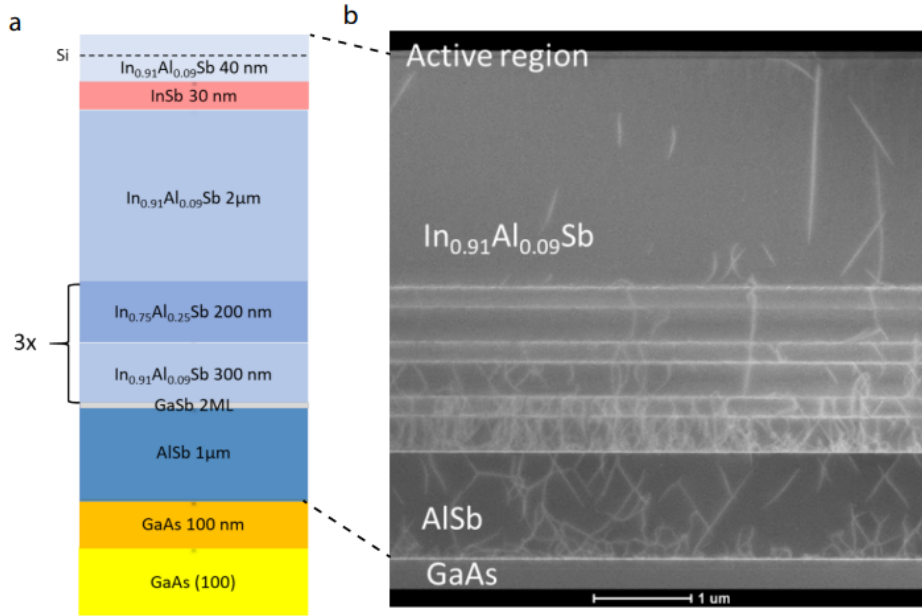 a
Si
In0.91Al0.09Sb 40 nm
InSb 30 nm
In0.91Al0.09Sb 2µm
3x
In0.75Al0.25Sb 200 nm
In0.91Al0.09Sb 300 nm
GaSb 2ML
AlSb 1µm
GaAs 100 nm
GaAs (100)
b
Active region
In0.91Al0.09Sb
AlSb
GaAs
1 um